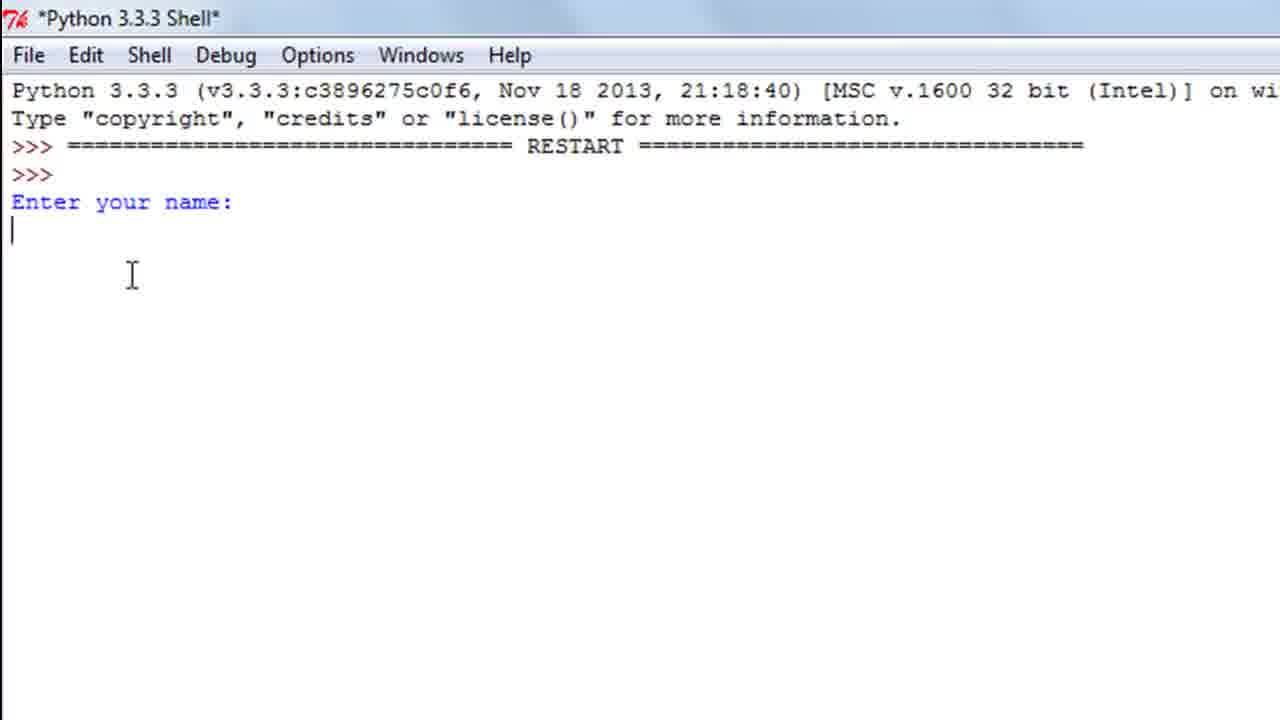 *Python 3.3.3 Shell*
File Edit Shell Debug Options Windows Help
Python 3.3.3 (v3.3.3:c3896275c0f6, Nov 18 2013, 21:18:40) [MSC v.1600 32 bit (Intel)] on wi
Type "copyright", "credits" or "license()" for more information.
>>> ================================ RESTART ================================
>>>
Enter your name: